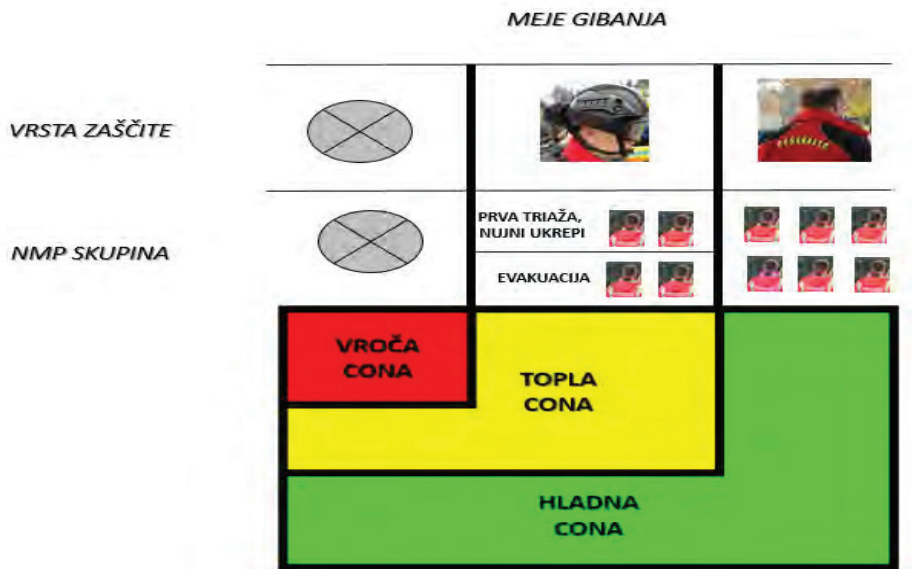 MEJE GIBANJA
VRSTA ZAŠČITE
NMP SKUPINA
PRVA TRIAŽA,
NUJNI UKREPI
EVAKUACIJA
VROČA
CONA
TOPLA
CONA
HLADNA
CONA